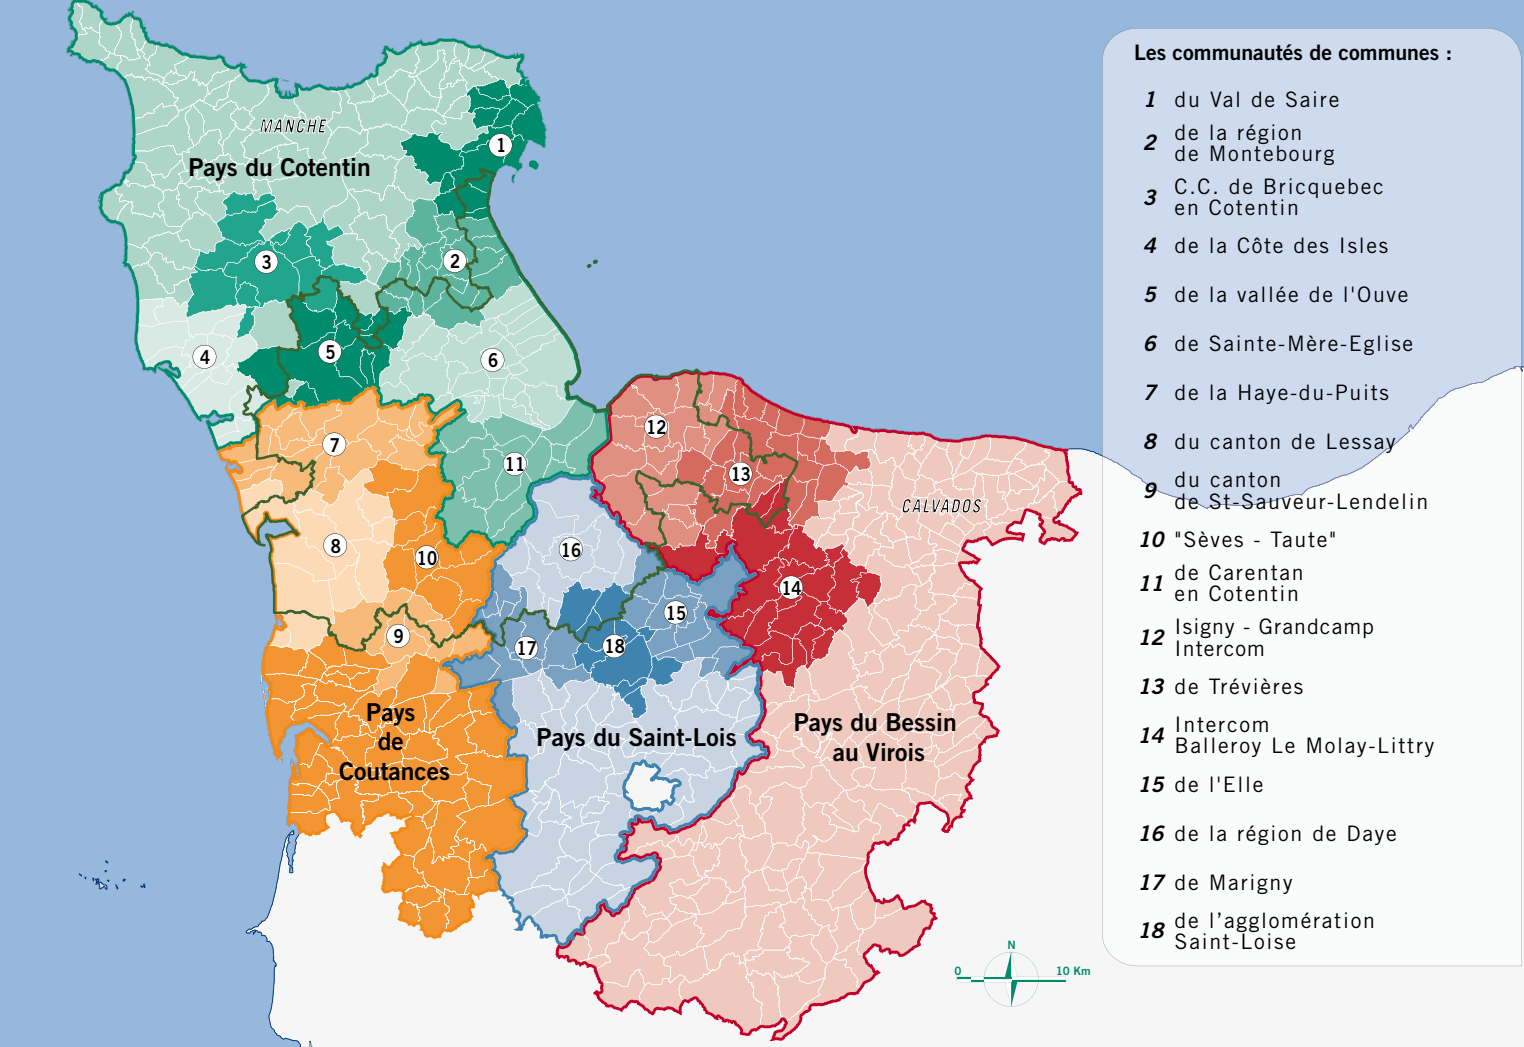 MANCHE
Pays du Cotentin
1
2
3
4
5
6
7
8
9
10
11
12
13
14
15
16
17
18
CALVADOS
Pays
de
Coutances
Pays du Saint-Lois
Pays du Bessin
au Virois
N
0 10 Km
Les communautés de communes :
1 du Val de Saire
2 de la région
de Montebourg
3 C.C. de Bricquebec
en Cotentin
4 de la Côte des Isles
5 de la vallée de l'Ouve
6 de Sainte-Mère-Eglise
7 de la Haye-du-Puits
8 du canton de Lessay
9 du canton
de St-Sauveur-Lendelin
10 "Sèves - Taute"
11 de Carentan
en Cotentin
12 Isigny - Grandcamp
Intercom
13 de Trévières
14 Intercom
Balleroy Le Molay-Littry
15 de l'Elle
16 de la région de Daye
17 de Marigny
18 de l’agglomération
Saint-Loise